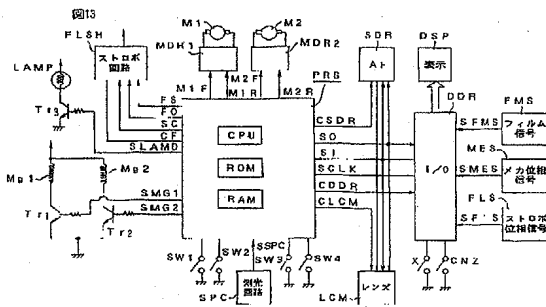 図13
FLSH
ストロボ
回路
LAMP
Tr3
Mg1
Mg2
Tr1
Tr2
M1
M2
MDR1
MDR2
M1F
M2F
M1R
M2R
PRS
FS
FO
SC
CF
SLAMD
SMG1
SMG2
CPU
ROM
RAM
SW1
SW2
SSPC
SW3
SW4
測光
回路
SPC
SDR
AF
CSDR
SO
SI
SCLK
CDDR
CLCM
レンズ
LCM
DSP
表示
DDR
I/O
SFMS
SMES
X
CNZ
FMS
フィルム
信号
MES
メカ位相
信号
FLS
ストロボ
位相信号